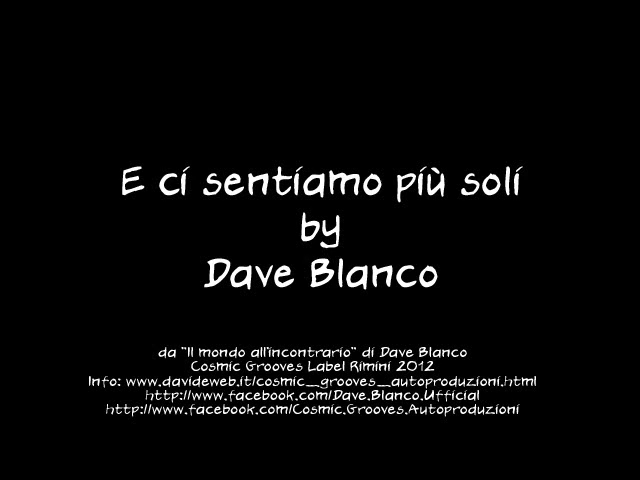 E ci sentiamo più soli
by
Dave Blanco
da "Il mondo all'incontrario" di Dave Blanco
Cosmic Grooves Label Rimini 2012
Info: www.davideweb.it/cosmic_grooves_autoproduzioni.html
http://www.facebook.com/Dave.Blanco.Ufficial
http://www.facebook.com/Cosmic.Grooves.Autoproduzioni